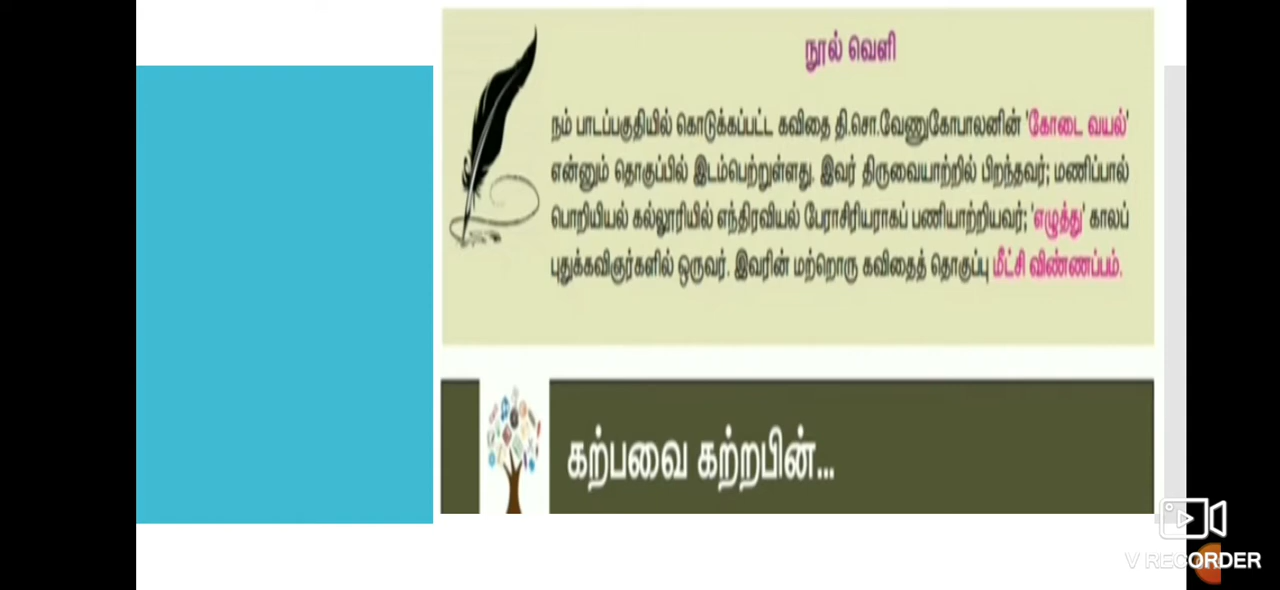 நூல் வெளி
நம் பாடப்பகுதியில் கொடுக்கப்பட்ட கவிதை தி.சொ.வேணுகோபாலனின் 'கோடை வயல்'
என்னும் தொகுப்பில் இடம்பெற்றுள்ளது. இவர் திருவையாற்றில் பிறந்தவர்; மணிப்பால்
பொறியியல் கல்லூரியில் எந்திரவியல் பேராசிரியராகப் பணியாற்றியவர்; 'எழுத்து' காலப்
புதுக்கவிஞர்களில் ஒருவர். இவரின் மற்றொரு கவிதைத் தொகுப்பு மீட்சி விண்ணப்பம்.
கற்பவை கற்றபின்...
V RECORDER